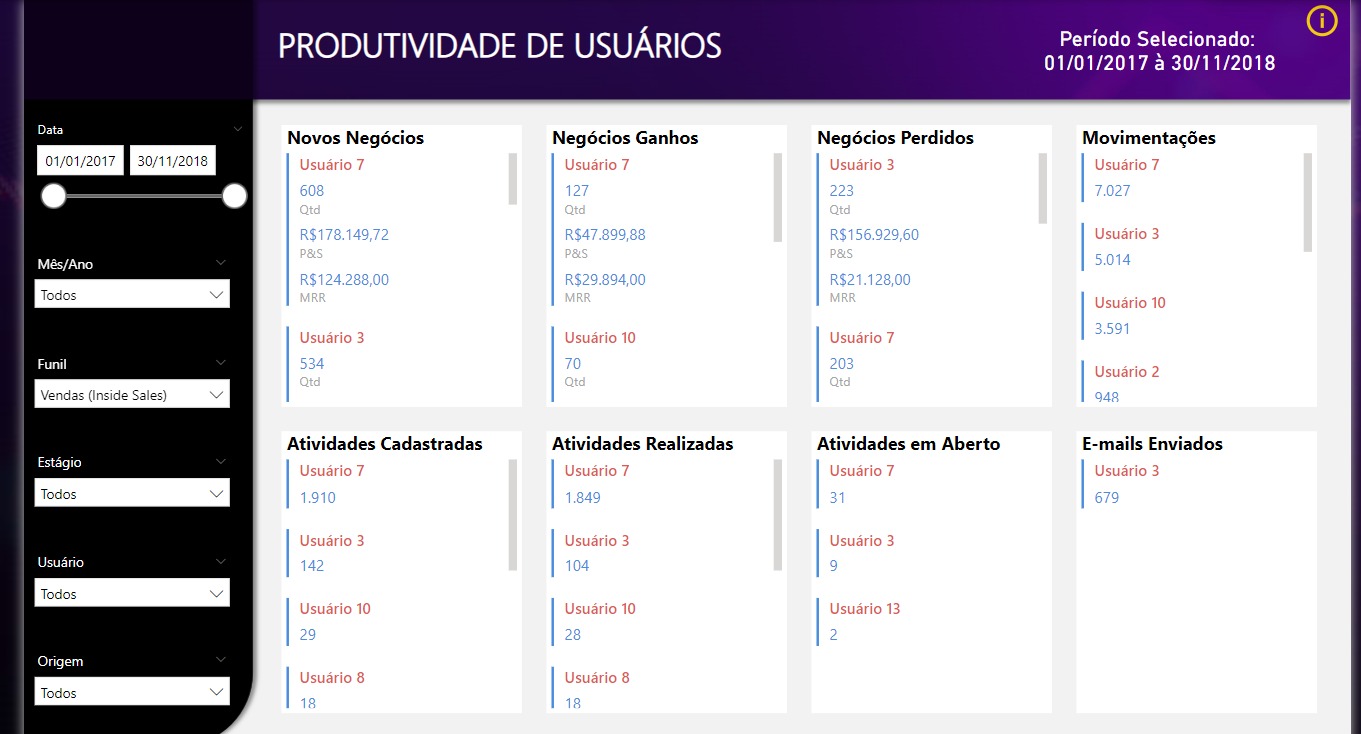 PRODUTIVIDADE DE USUÁRIOS
Período Selecionado:
01/01/2017 à 30/11/2018
Data
01/01/2017 30/11/2018
Mês/Ano
Todos
Funil
Vendas (Inside Sales)
Estágio
Todos
Usuário
Todos
Origem
Todos
Novos Negócios
Usuário 7
608
Qtd
R$178.149,72
P&S
R$124.288,00
MRR
Usuário 3
534
Qtd
Negócios Ganhos
Usuário 7
127
Qtd
R$47.899,88
P&S
R$29.894,00
MRR
Usuário 10
70
Qtd
Negócios Perdidos
Usuário 3
223
Qtd
R$156.929,60
P&S
R$21.128,00
MRR
Usuário 7
203
Qtd
Movimentações
Usuário 7
7.027
Usuário 3
5.014
Usuário 10
3.591
Usuário 2
948
Atividades Cadastradas
Usuário 7
1.910
Usuário 3
142
Usuário 10
29
Usuário 8
18
Atividades Realizadas
Usuário 7
1.849
Usuário 3
104
Usuário 10
28
Usuário 8
18
Atividades em Aberto
Usuário 7
31
Usuário 3
9
Usuário 13
2
E-mails Enviados
Usuário 3
679